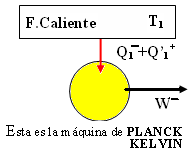 F.Caliente T₁
Q₁⁻+Q'₁⁺
W⁻
Esta es la máquina de PLANCK
KELVIN